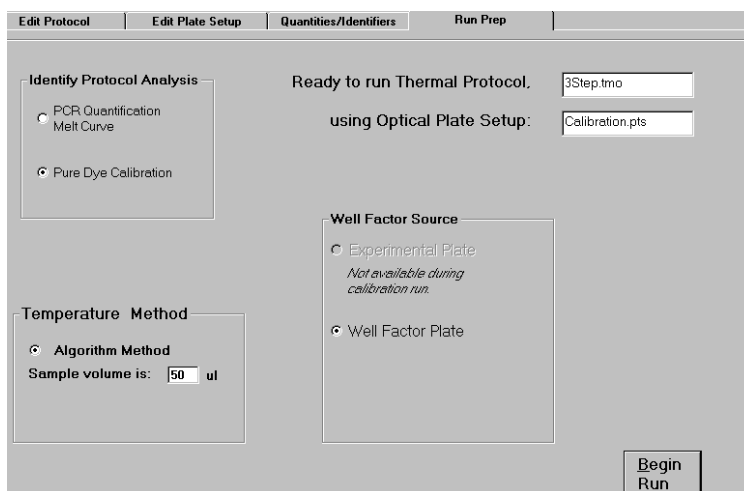 Edit Protocol
Edit Plate Setup
Quantities/Identifiers
Run Prep
Identify Protocol Analysis
PCR Quantification
Melt Curve
Pure Dye Calibration
Ready to run Thermal Protocol,
3Step.tmo
using Optical Plate Setup:
Calibration.pts
Well Factor Source
Experimental Plate
Not available during
calibration run.
Well Factor Plate
Temperature Method
Algorithm Method
Sample volume is: 50 ul
Begin
Run